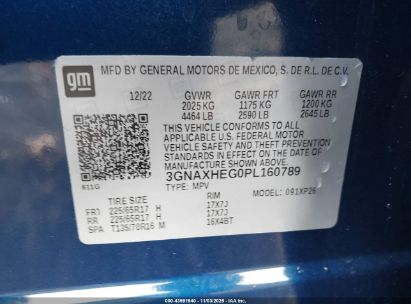 gm
MFD BY GENERAL MOTORS DE MEXICO, S. DE R.L. DE C.V.
12/22 GVWR GAWR FRT GAWR RR
2025 KG 1175 KG 1200 KG
4464 LB 2590 LB 2645 LB
THIS VEHICLE CONFORMS TO ALL
APPLICABLE U.S. FEDERAL MOTOR
VEHICLE SAFETY AND THEFT PREVENTION
STANDARDS IN EFFECT ON THE DATE OF
MANUFACTURE SHOWN ABOVE.
3GNAXHEG0PL160789
611G TYPE: MPV MODEL: 091XP26
TIRE SIZE RIM
FRT 225/65R17 H 17X7J
RR 225/65R17 H 17X7J
SPA T135/70R16 M 16X4BT